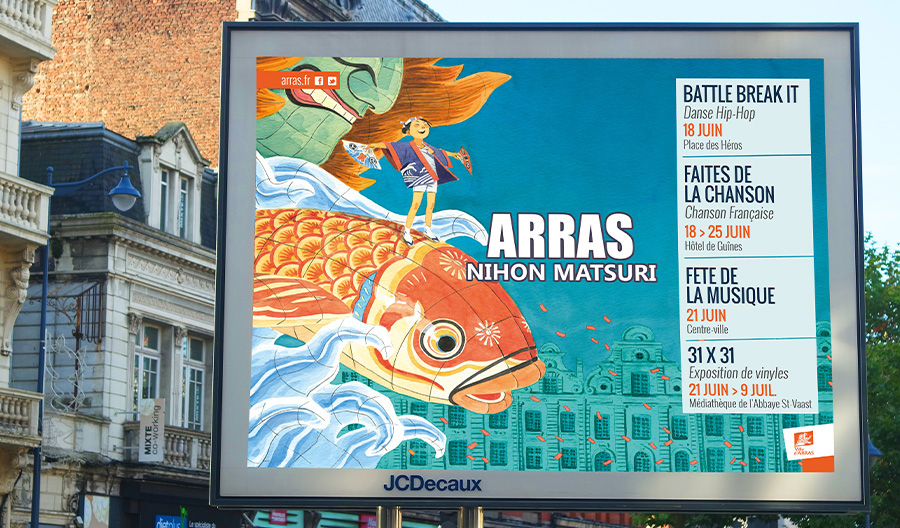 arras.fr
ARRAS
NIHON MATSURI
BATTLE BREAK IT
Danse Hip-Hop
18 JUIN
Place des Héros
FAITES DE
LA CHANSON
Chanson Française
18 > 25 JUIN
Hôtel de Guînes
FETE DE
LA MUSIQUE
21 JUIN
Centre-ville
31 X 31
Exposition de vinyles
21 JUIN > 9 JUIL.
Médiathèque de l'Abbaye St-Vaast
Ville
d'ARRAS
JCDecaux
MIXTE
co-working